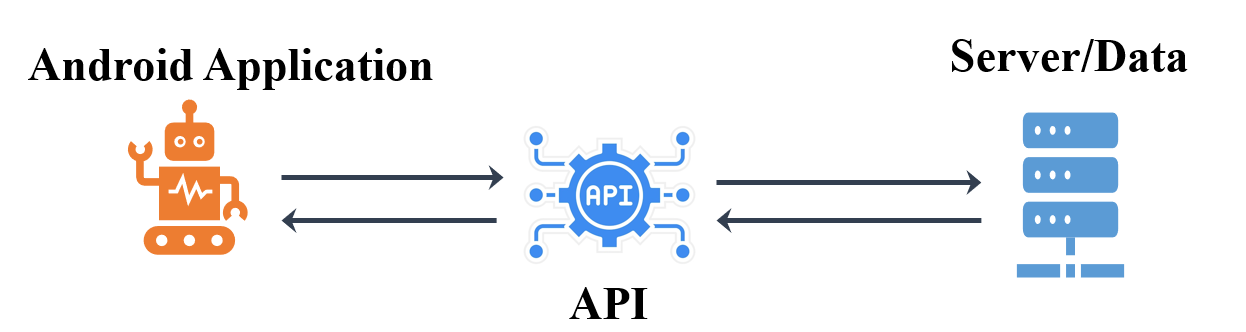 Android Application
Server/Data
API
API